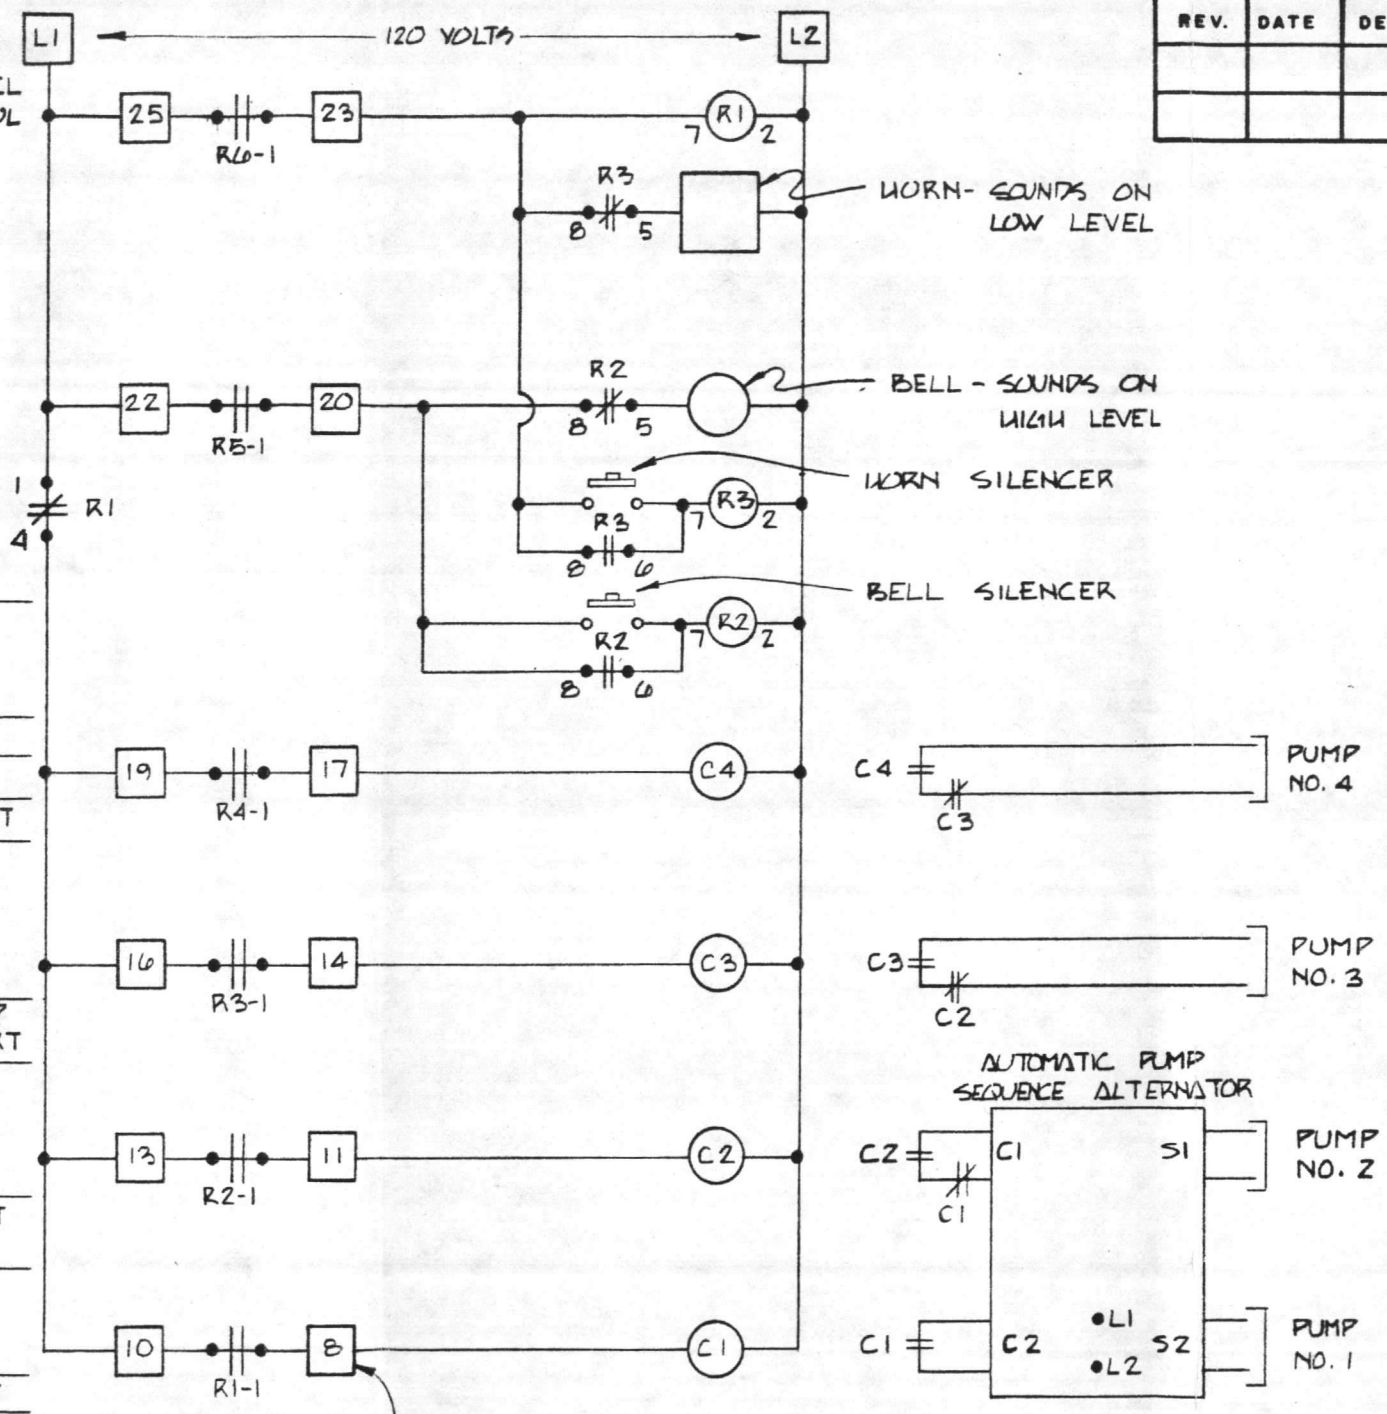 L1 120 VOLTS L2
REV. DATE DE
EL
OL
25 23 R1
7 2
R6-1
R3
8 5
HORN - SOUNDS ON
LOW LEVEL
R2
22 20
8 5
R5-1
BELL - SOUNDS ON
HIGH LEVEL
HORN SILENCER
1
R1
4
R3
7 2
R3
8 6
BELL SILENCER
R2
7 2
R2
8 6
19 17 C4
R4-1
C4
C3
PUMP
NO. 4
T
16 14 C3
R3-1
C3
C2
PUMP
NO. 3
P
RT
AUTOMATIC PUMP
SEQUENCE ALTERNATOR
13 11 C2
R2-1
C2 C1 S1
C1
PUMP
NO. 2
T
10 8 C1
R1-1
C1 C2 L1 S2
L2
PUMP
NO. 1